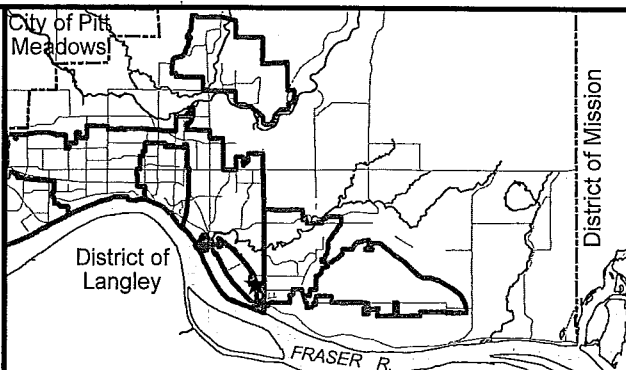 City of Pitt
Meadows
District of Mission
District of
Langley
FRASER R.